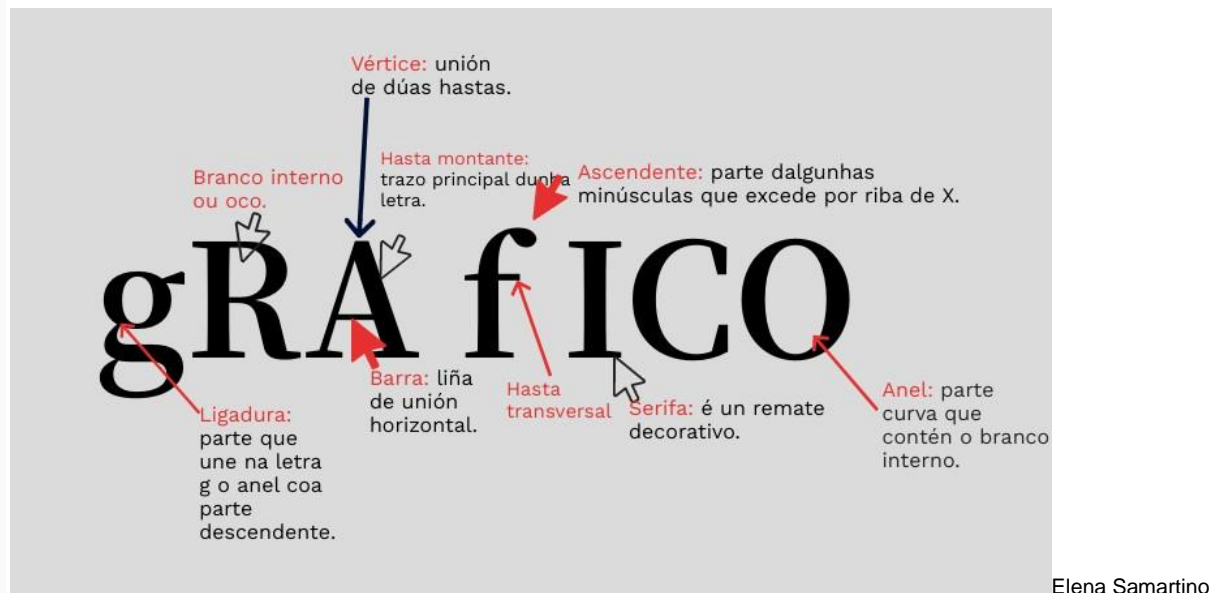 Vértice: unión
de dúas hastas.
Hasta montante:
trazo principal dunha
letra.
Branco interno
ou oco.
Ascendente: parte dalgunhas
minúsculas que excede por riba de X.
gRAfICO
Barra: liña
de unión
horizontal.
Hasta
transversal
Serifa: é un remate
decorativo.
Anel: parte
curva que
contén o branco
interno.
Ligadura:
parte que
une na letra
g o anel coa
parte
descendente.
Elena Samartino